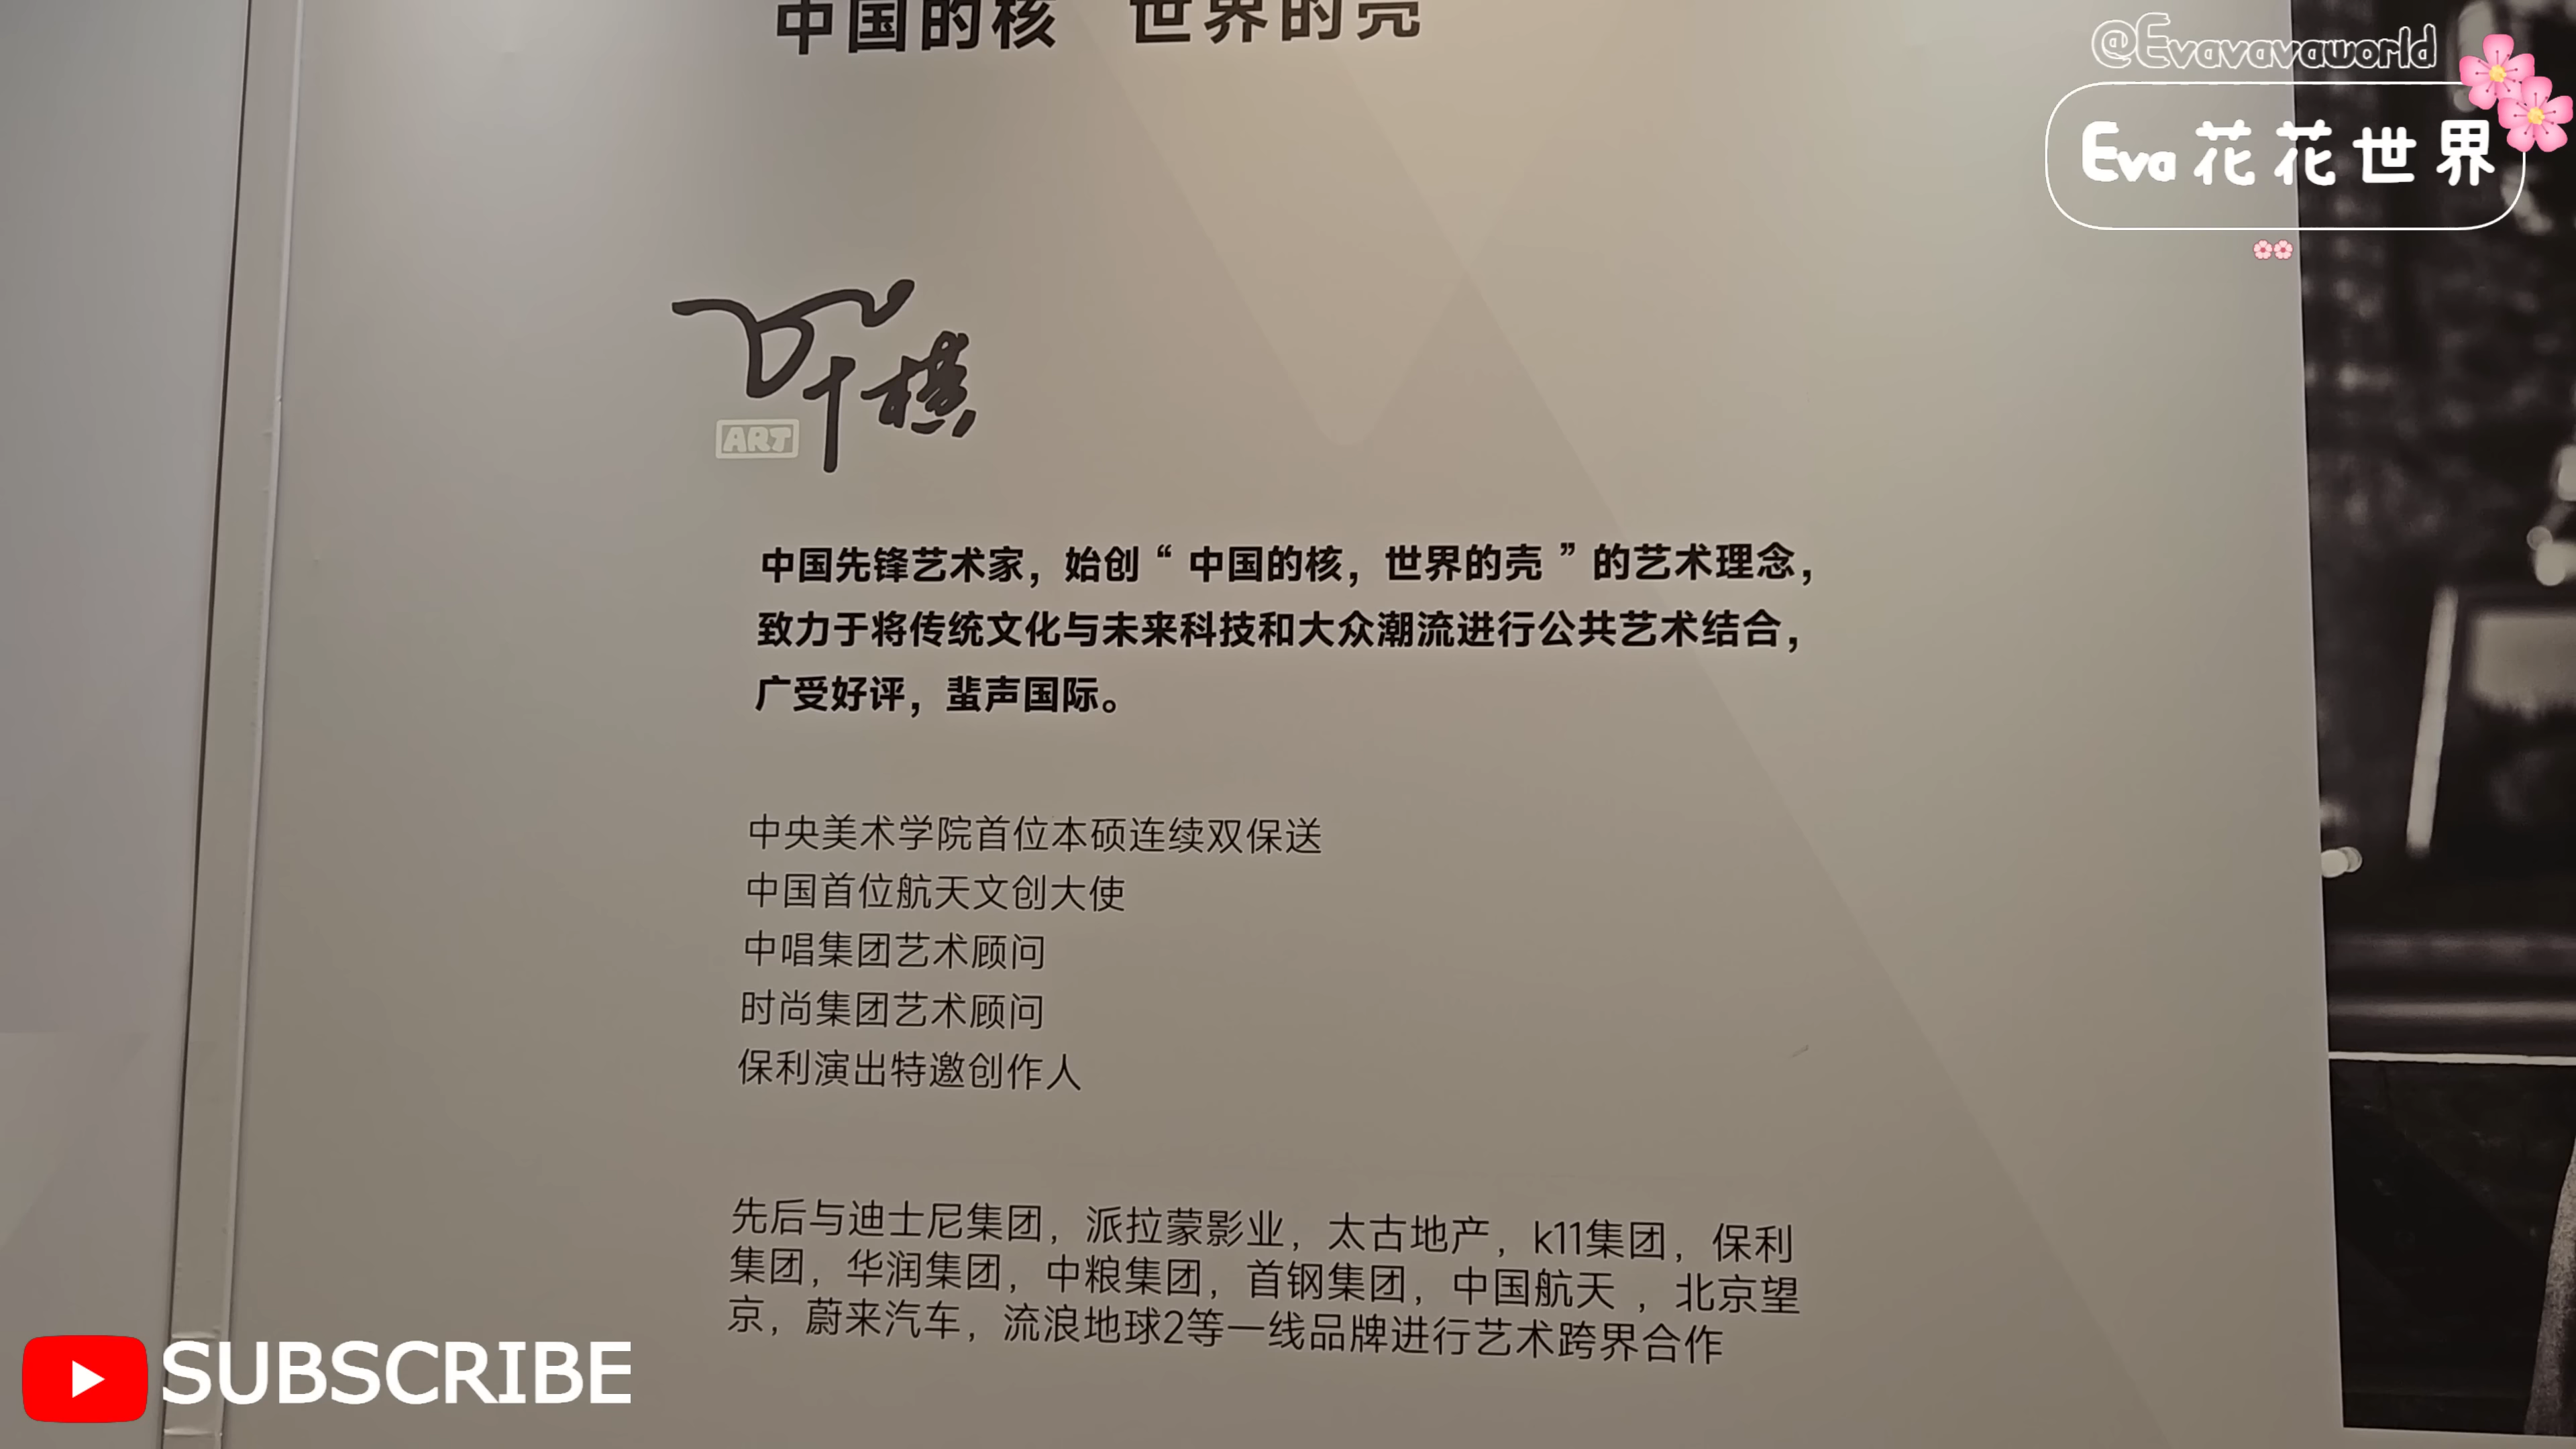 中国的核 世界的壳
@Evavavaworld
Eva花花世界
ART
中国先锋艺术家，始创“中国的核，世界的壳”的艺术理念，
致力于将传统文化与未来科技和大众潮流进行公共艺术结合，
广受好评，蜚声国际。
中央美术学院首位本硕连续双保送
中国首位航天文创大使
中唱集团艺术顾问
时尚集团艺术顾问
保利演出特邀创作人
先后与迪士尼集团，派拉蒙影业，太古地产，k11集团，保利
集团，华润集团，中粮集团，首钢集团，中国航天 ，北京望
京，蔚来汽车，流浪地球2等一线品牌进行艺术跨界合作
SUBSCRIBE